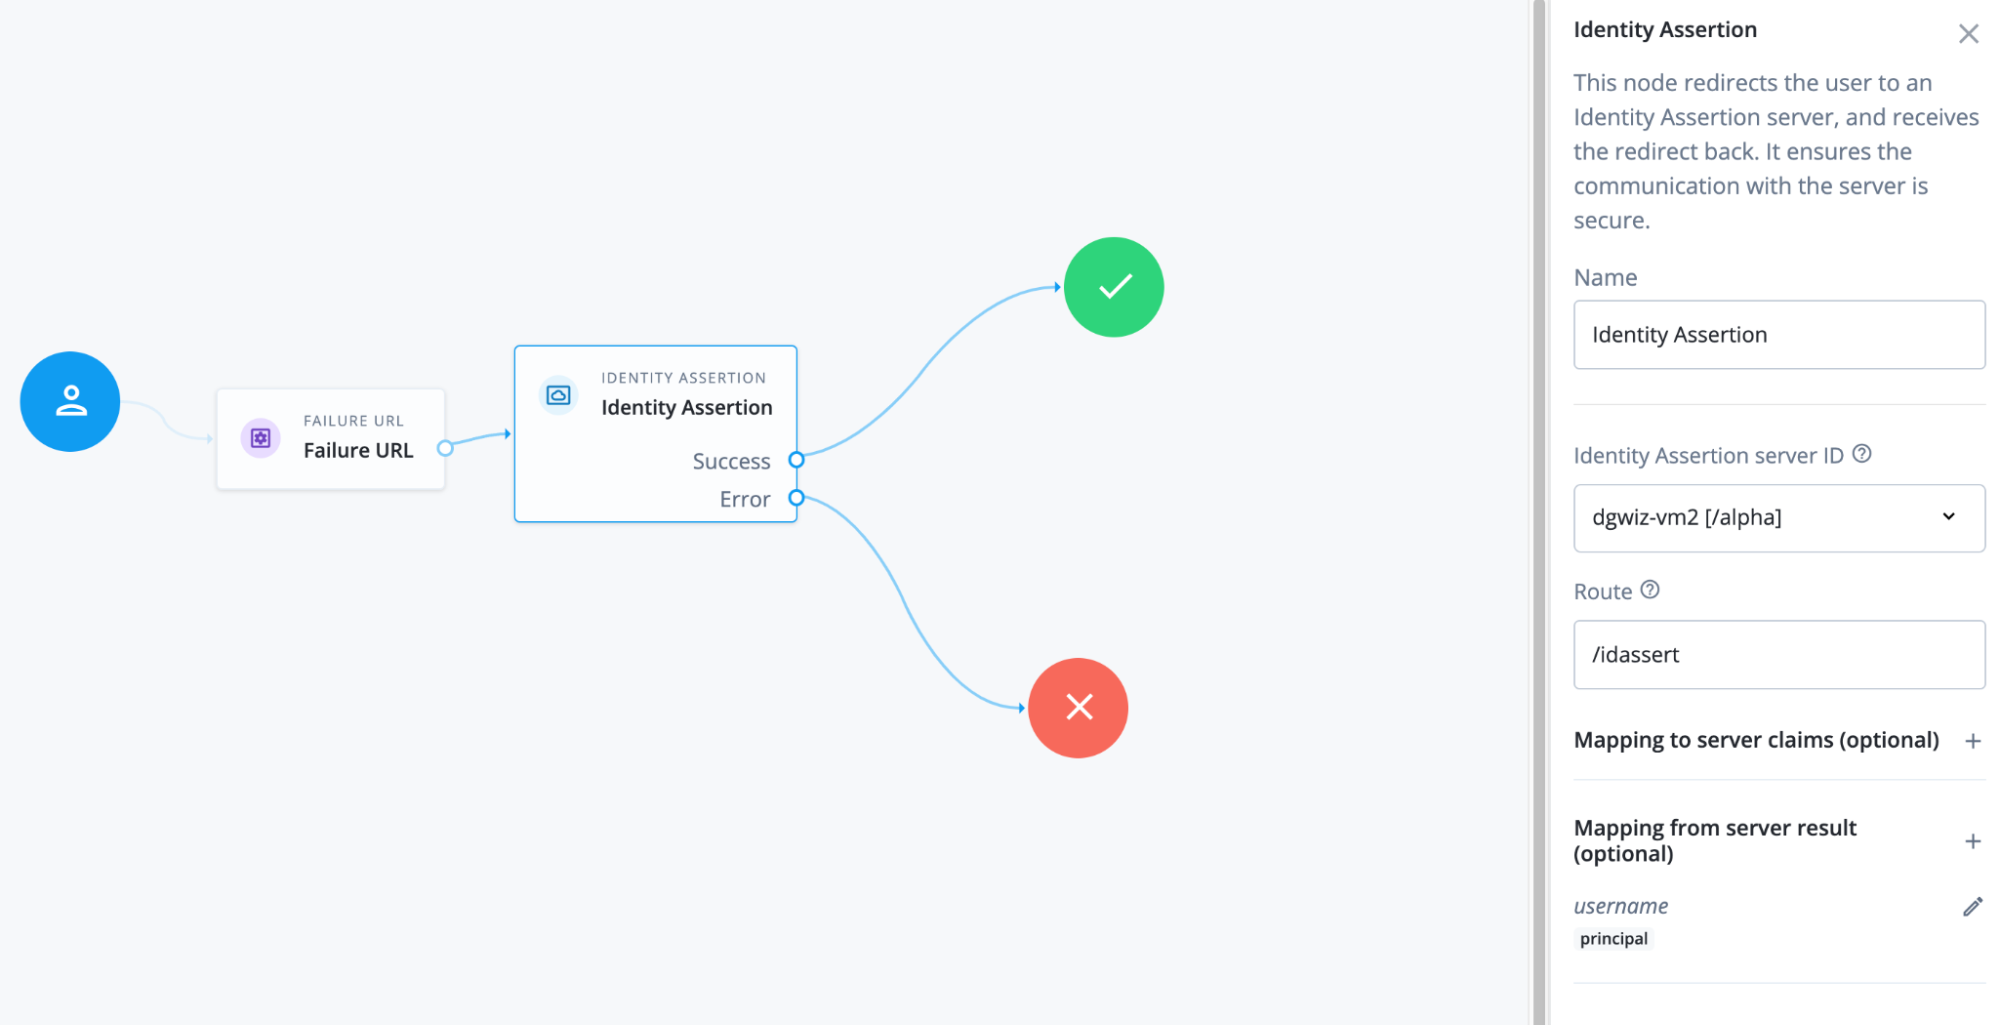 FAILURE URL
Failure URL
IDENTITY ASSERTION
Identity Assertion
Success
Error
Identity Assertion
This node redirects the user to an
Identity Assertion server, and receives
the redirect back. It ensures the
communication with the server is
secure.
Name
Identity Assertion
Identity Assertion server ID
dgwiz-vm2 [/alpha]
Route
/idassert
Mapping to server claims (optional)
Mapping from server result
(optional)
username
principal